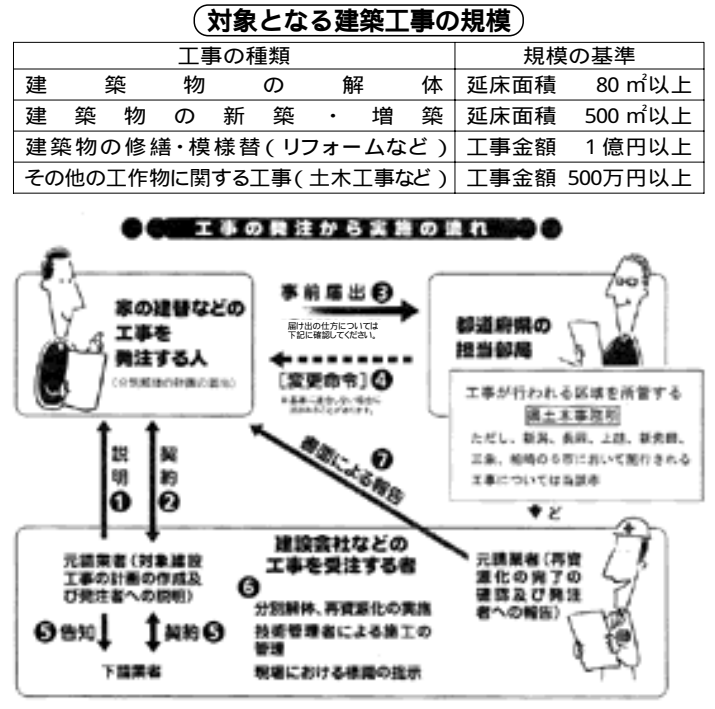 対象となる建築工事の規模
工事の種類
規模の基準
建築物の解体
延床面積 80㎡以上
建築物の新築・増築
延床面積 500㎡以上
建築物の修繕・模様替(リフォームなど)
工事金額 1億円以上
その他の工作物に関する工事(土木工事など)
工事金額 500万円以上
工事の発注から実施の流れ
家の建替などの
工事を
発注する人
(分別解体の計画の届出)
事前届出❸
届け出の仕方については
下記に確認してください。
[変更命令]❹
都道府県の
担当部局
工事が行われる区域を所管する
県土木事務所
ただし、新潟、長岡、上越、新発田、
三条、柏崎の6市において施行される
工事については当該市
ど
説明❶
契約❷
❼
書面による報告
建設会社などの
工事を受注する者
元請業者(対象建設
工事の計画の作成及
び発注者への説明)
❺告知
契約❺
下請業者
❻
分別解体、再資源化の実施
技術管理者による施工の
管理
現場における標識の掲示
元請業者(再資
源化の完了の
確認及び発注
者への報告)